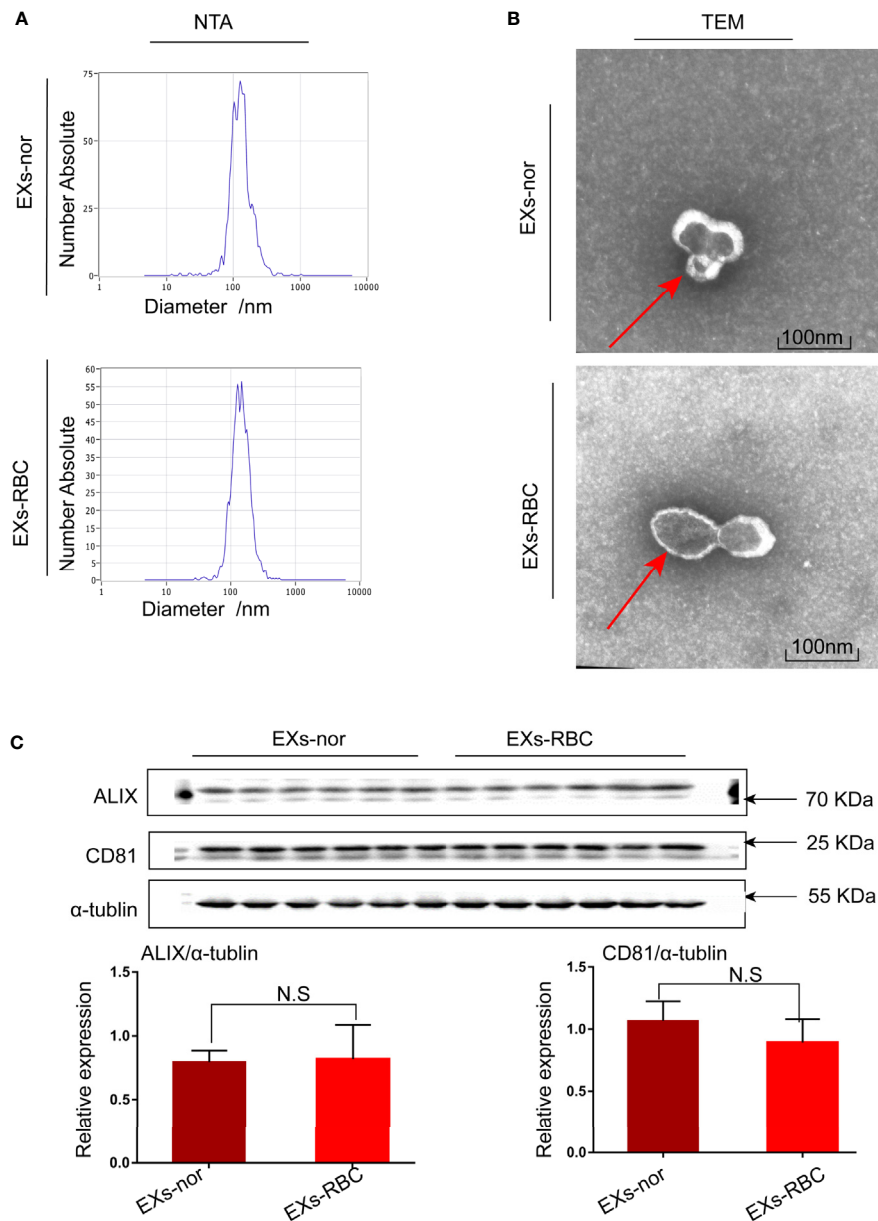 A
NTA
EXs-nor
Number Absolute
75
50
25
0
1 10 100 1000 10000
Diameter /nm
EXs-RBC
Number Absolute
60
55
50
45
40
35
30
25
20
15
10
5
0
1 10 100 1000 10000
Diameter /nm
B
TEM
EXs-nor
100nm
EXs-RBC
100nm
C
EXs-nor EXs-RBC
ALIX 70 KDa
CD81 25 KDa
α-tublin 55 KDa
ALIX/α-tublin
Relative expression
1.5
1.0
0.5
0.0
N.S
EXs-nor EXs-RBC
CD81/α-tublin
Relative expression
1.5
1.0
0.5
0.0
N.S
EXs-nor EXs-RBC